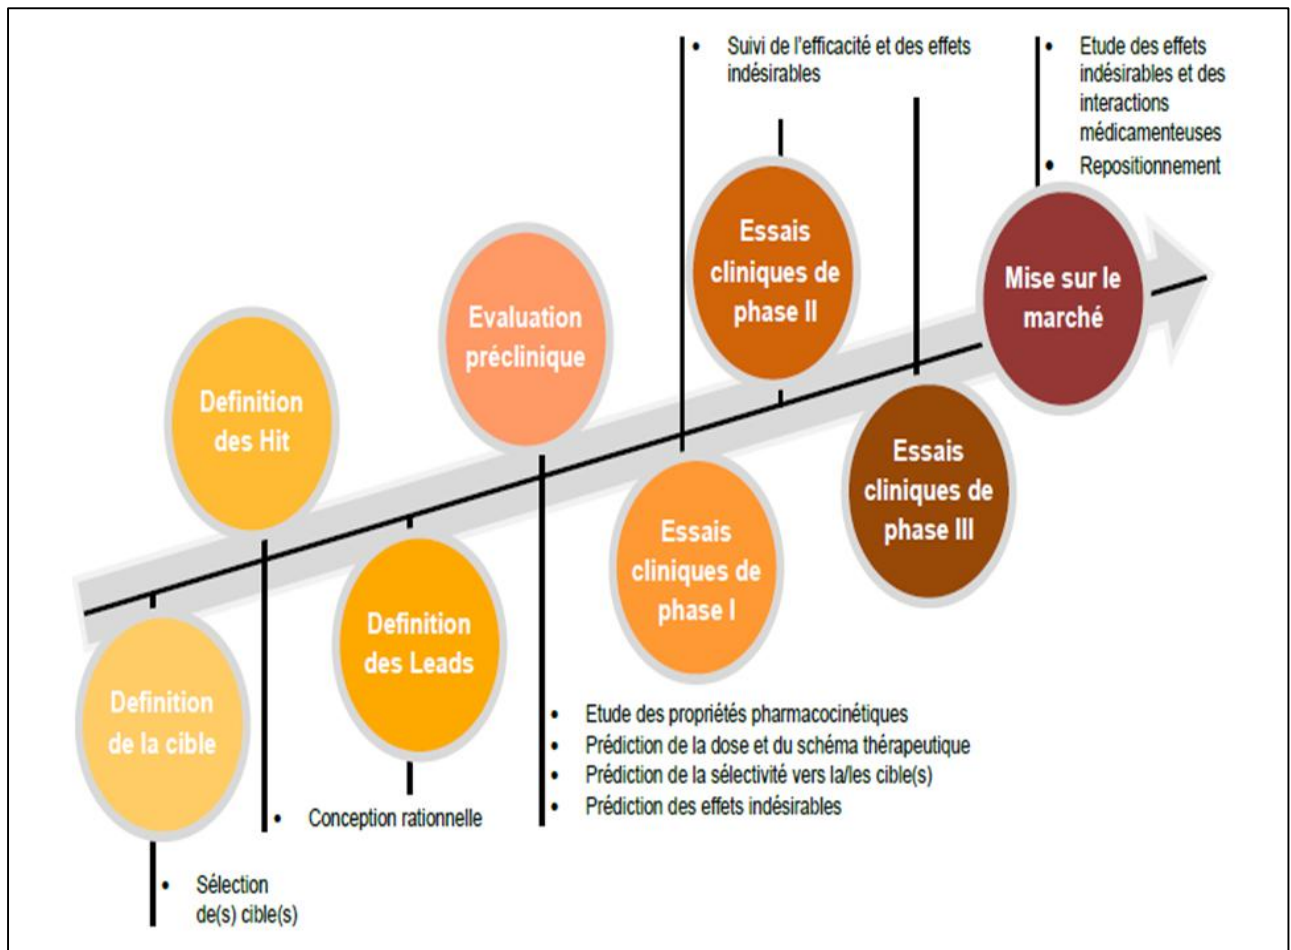 • Suivi de l'efficacité et des effets
indésirables
• Etude des effets
indésirables et des
interactions
médicamenteuses
• Repositionnement
Essais
cliniques de
phase II
Mise sur le
marché
Evaluation
préclinique
Definition
des Hit
Essais
cliniques de
phase III
Essais
cliniques de
phase I
Definition
des Leads
Definition
de la cible
• Etude des propriétés pharmacocinétiques
• Prédiction de la dose et du schéma thérapeutique
• Prédiction de la sélectivité vers la/les cible(s)
• Prédiction des effets indésirables
• Conception rationnelle
• Sélection
de(s) cible(s)